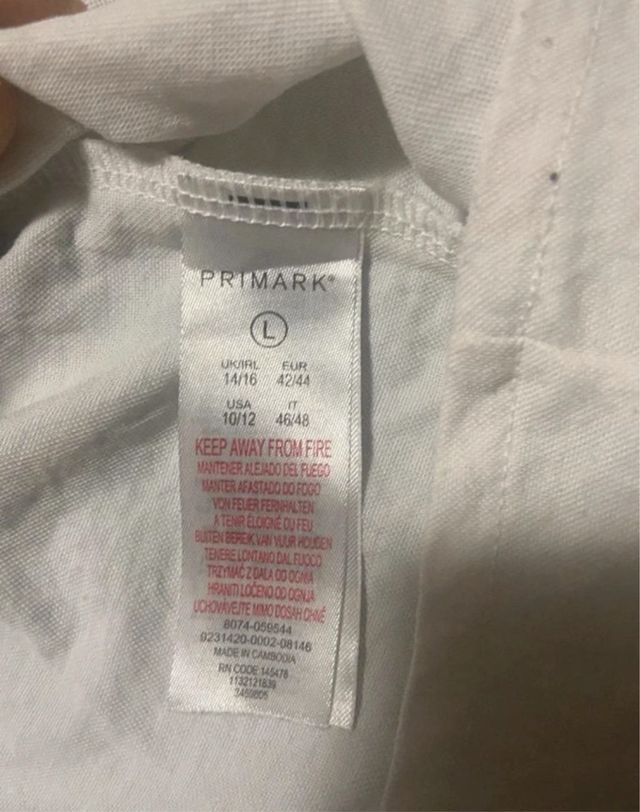 PRIMARK®
L
UK/IRL EUR
14/16 42/44
USA IT
10/12 46/48
KEEP AWAY FROM FIRE
MANTENER ALEJADO DEL FUEGO
MANTER AFASTADO DO FOGO
VON FEUER FERNHALTEN
A TENIR ÉLOIGNÉ DU FEU
BUITEN BEREIK VAN VUUR HOUDEN
TENERE LONTANO DAL FUOCO
TRZYMAĆ Z DALA OD OGNIA
HRANITI LOČENO OD OGNJA
UCHOVÁVEJTE MIMO DOSAH OHNĚ
8074-059544
9231420-0002-08146
MADE IN CAMBODIA
RN CODE 145478
1132121839
3459805